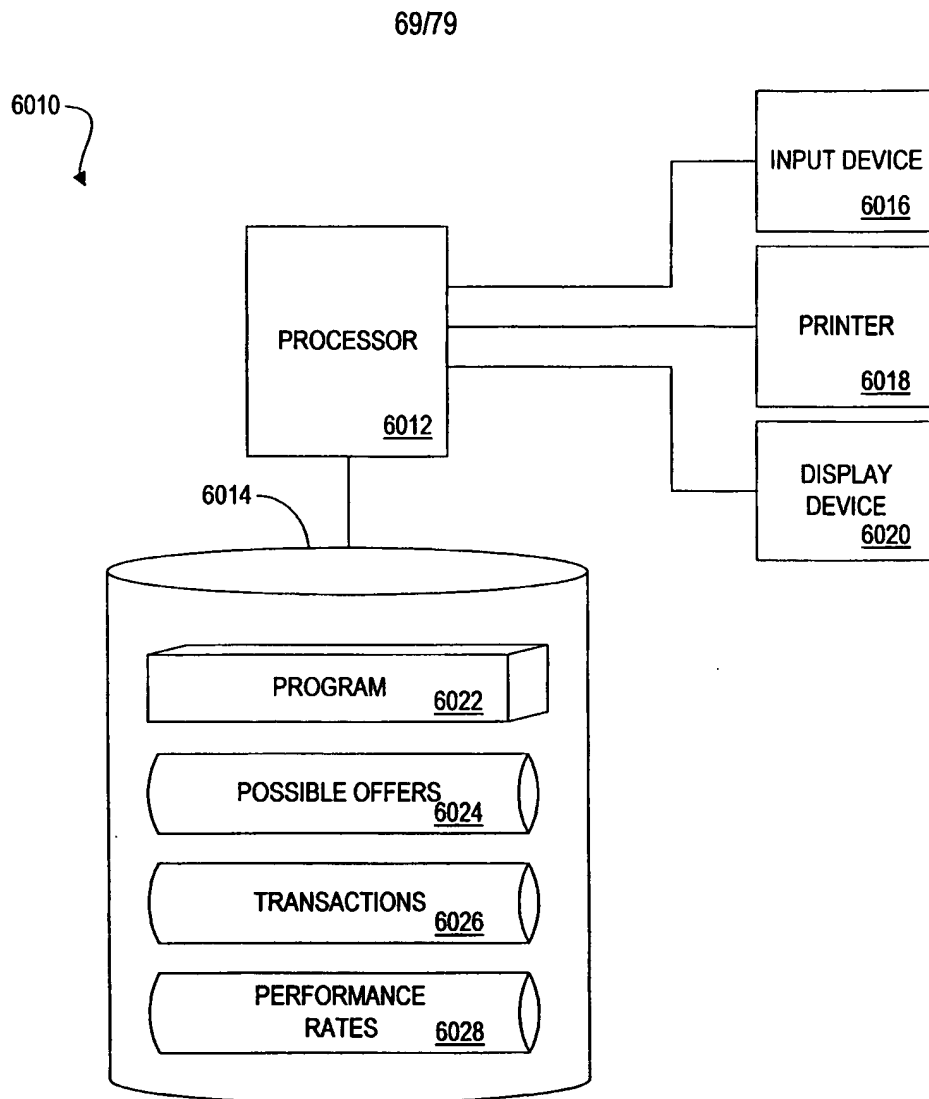 69/79
6010
INPUT DEVICE
6016
PROCESSOR
6012
PRINTER
6018
DISPLAY
DEVICE
6020
6014
PROGRAM
6022
POSSIBLE OFFERS
6024
TRANSACTIONS
6026
PERFORMANCE
RATES
6028